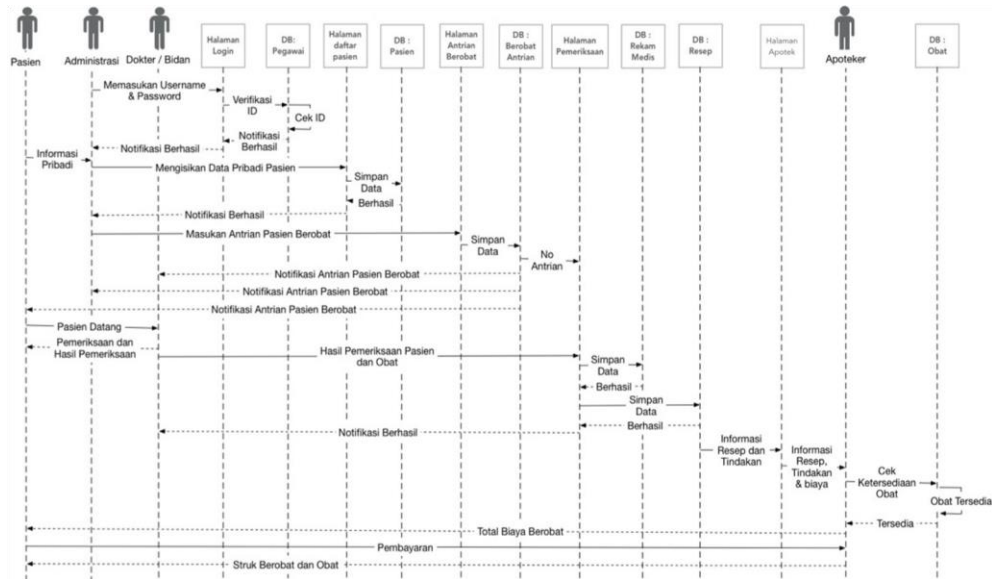 Pasien
Administrasi
Dokter / Bidan
Halaman
Login
DB:
Pegawai
Halaman
daftar
pasien
DB :
Pasien
Halaman
Antrian
Berobat
DB :
Berobat
Antrian
Halaman
Pemeriksaan
DB :
Rekam
Medis
DB :
Resep
Halaman
Apotek
Apoteker
DB :
Obat
Memasukan Username
& Password
Verifikasi
ID
Cek ID
Notifikasi
Berhasil
Notifikasi Berhasil
Informasi
Pribadi
Mengisikan Data Pribadi Pasien
Simpan
Data
Berhasil
Notifikasi Berhasil
Masukan Antrian Pasien Berobat
Simpan
Data
No
Antrian
Notifikasi Antrian Pasien Berobat
Notifikasi Antrian Pasien Berobat
Notifikasi Antrian Pasien Berobat
Pasien Datang
Pemeriksaan dan
Hasil Pemeriksaan
Hasil Pemeriksaan Pasien
dan Obat
Simpan
Data
Berhasil
Simpan
Data
Berhasil
Notifikasi Berhasil
Informasi
Resep dan
Tindakan
Informasi
Resep,
Tindakan
& biaya
Cek
Ketersediaan
Obat
Obat Tersedia
Tersedia
Total Biaya Berobat
Pembayaran
Struk Berobat dan Obat